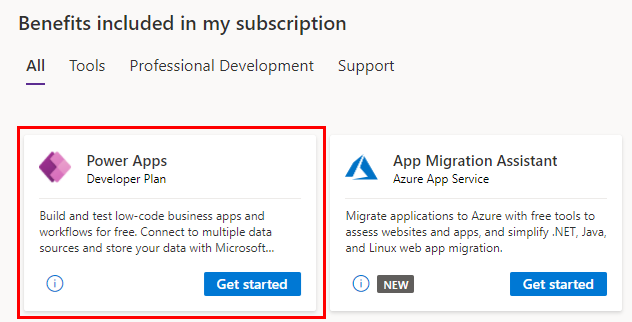 Benefits included in my subscription
All Tools Professional Development Support
Power Apps
Developer Plan
Build and test low-code business apps and
workflows for free. Connect to multiple data
sources and store your data with Microsoft...
Get started
App Migration Assistant
Azure App Service
Migrate applications to Azure with free tools to
assess websites and apps, and simplify .NET, Java,
and Linux web app migration.
NEW Get started